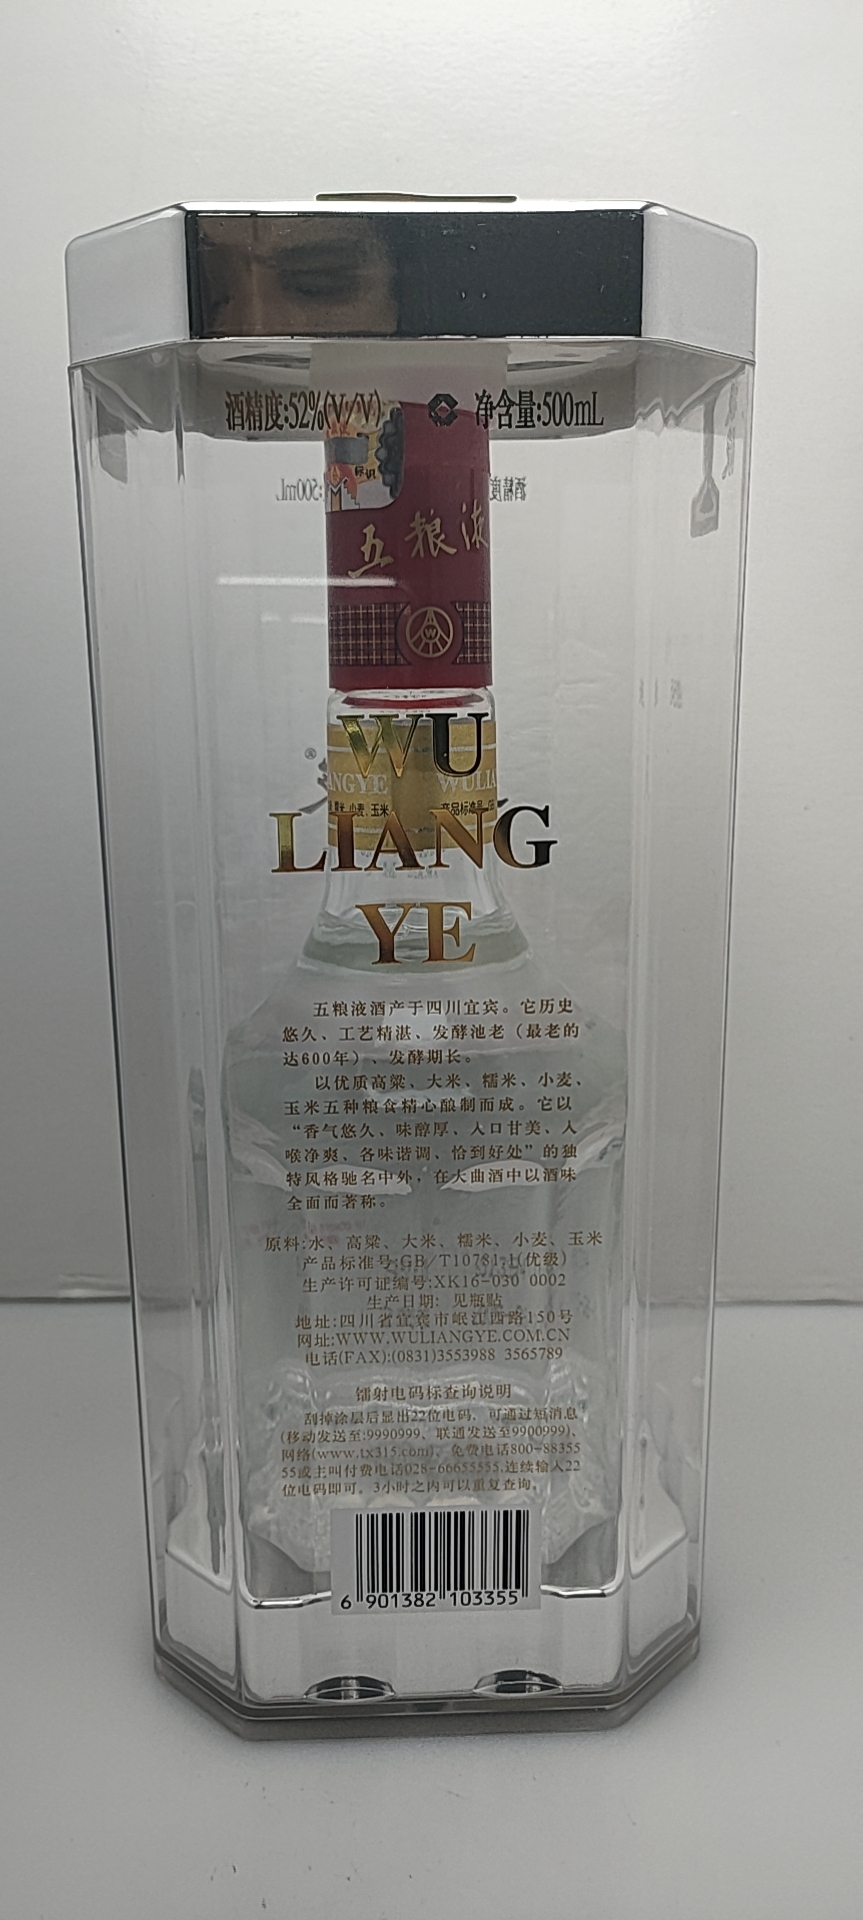 酒精度:52%(V/V) 净含量:500mL
标识
五粮液
W
WU
ANGYE WULIA
小麦、玉米 产品标准号
LIANG
YE
五粮液酒产于四川宜宾。它历史
悠久、工艺精湛、发酵池老（最老的
达600年）、发酵期长。
以优质高粱、大米、糯米、小麦、
玉米五种粮食精心酿制而成。它以
“香气悠久、味醇厚、入口甘美、入
喉净爽、各味谐调、恰到好处”的独
特风格驰名中外，在大曲酒中以酒味
全面而著称。
原料:水、高粱、大米、糯米、小麦、玉米
产品标准号:GB/T10781.1(优级)
生产许可证编号:XK16-030 0002
生产日期: 见瓶贴
地址:四川省宜宾市岷江西路150号
网址:WWW.WULIANGYE.COM.CN
电话(FAX):(0831)3553988 3565789
镭射电码标查询说明
刮掉涂层后显出22位电码，可通过短消息
(移动发送至:9990999、联通发送至9900999)、
网络(www.tx315.com)、免费电话800-88355
55或主叫付费电话028-66655555,连续输入22
位电码即可。3小时之内可以重复查询。
6 901382 103355